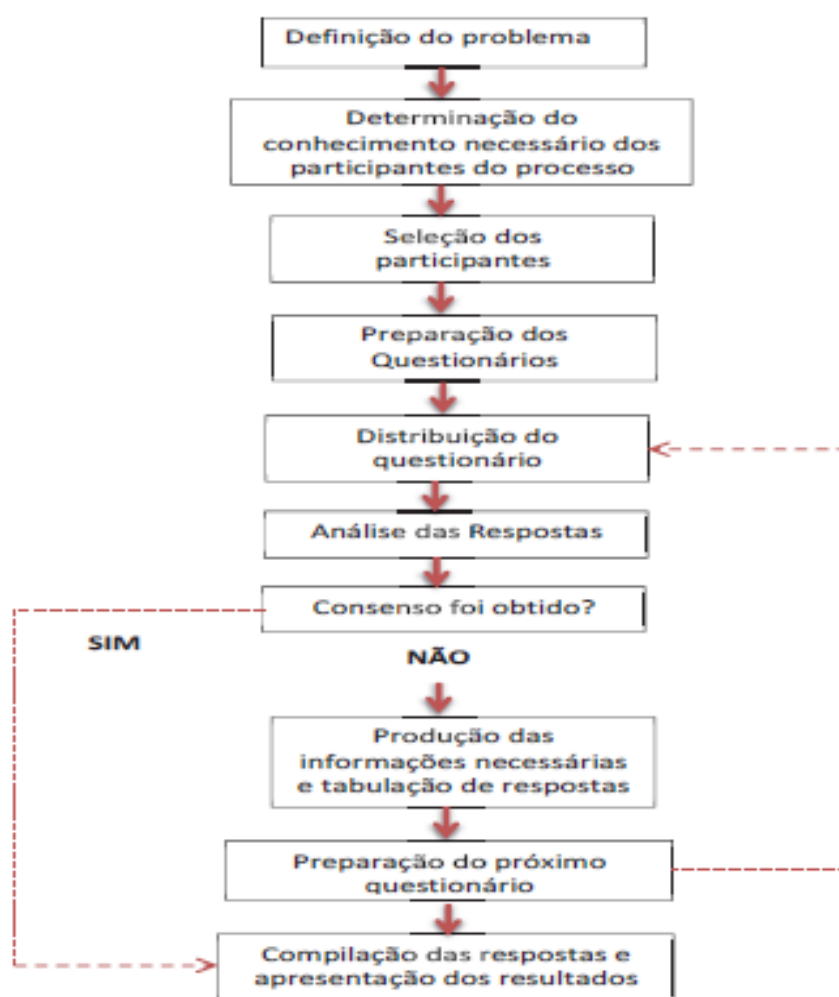 Definição do problema
Determinação do
conhecimento necessário dos
participantes do processo
Seleção dos
participantes
Preparação dos
Questionários
Distribuição do
questionário
Análise das Respostas
Consenso foi obtido?
SIM
NÃO
Produção das
informações necessárias
e tabulação de respostas
Preparação do próximo
questionário
Compilação das respostas e
apresentação dos resultados